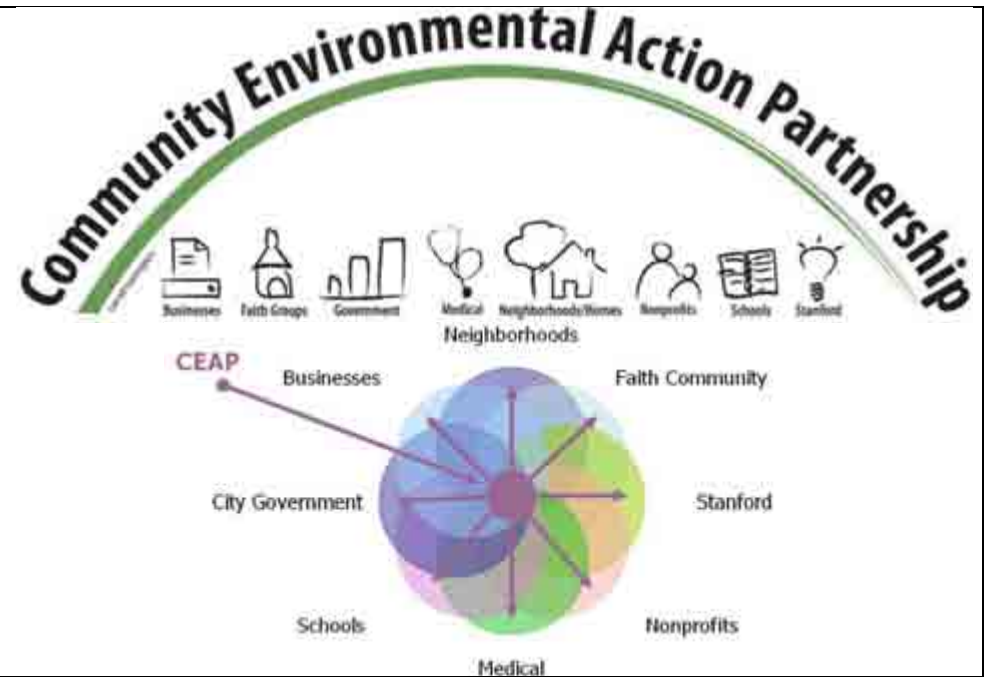 Community Environmental Action Partnership
Businesses Faith Groups Government Medical Neighborhoods/Homes Nonprofits Schools Stanford
Neighborhoods
CEAP
Businesses
Faith Community
City Government
Stanford
Schools
Nonprofits
Medical